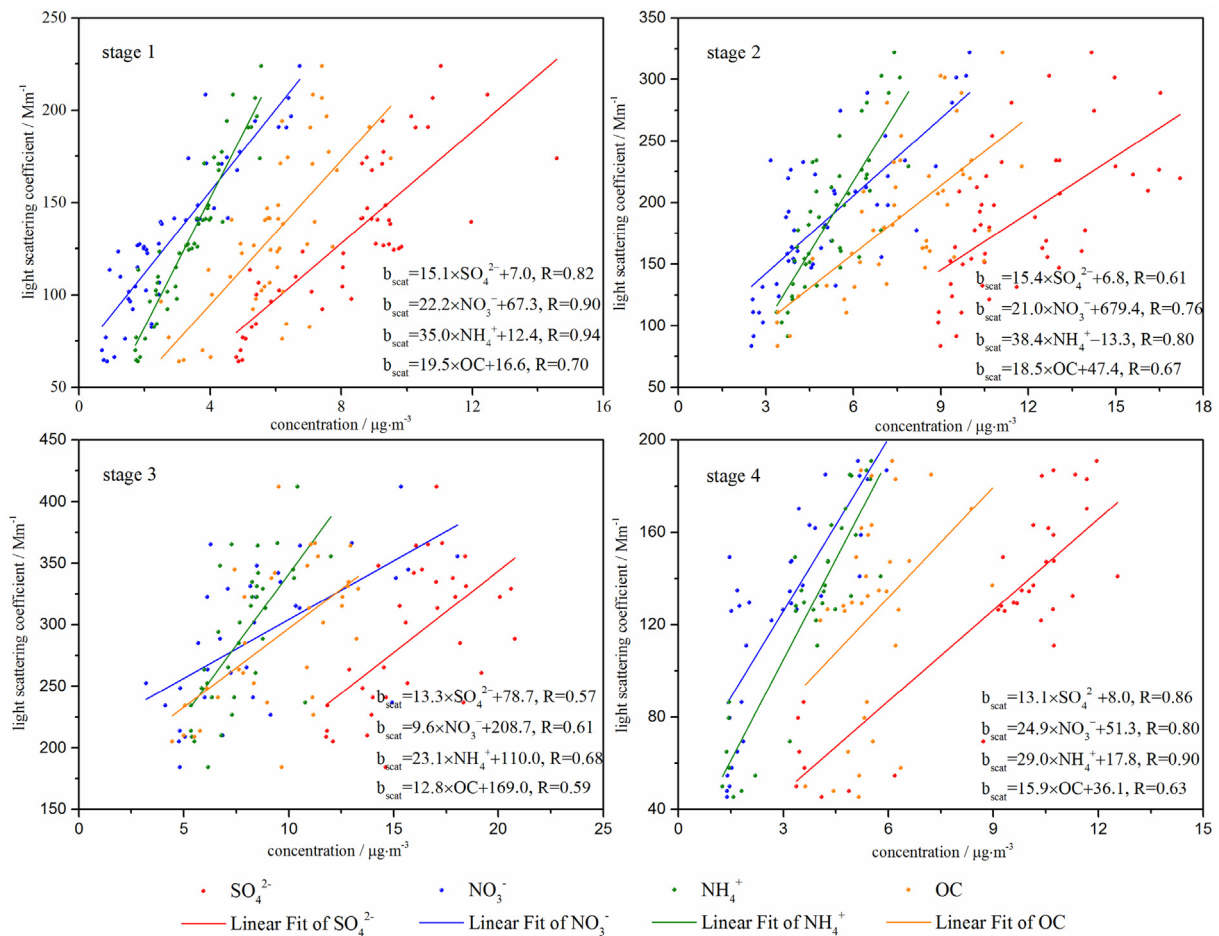 stage 1
light scattering coefficient / Mm⁻¹
250
200
150
100
50
0
4
8
12
16
concentration / μg·m⁻³
b_scat=15.1×SO₄²⁻+7.0, R=0.82
b_scat=22.2×NO₃⁻+67.3, R=0.90
b_scat=35.0×NH₄⁺+12.4, R=0.94
b_scat=19.5×OC+16.6, R=0.70
stage 2
light scattering coefficient / Mm⁻¹
350
300
250
200
150
100
50
0
3
6
9
12
15
18
concentration / μg·m⁻³
b_scat=15.4×SO₄²⁻+6.8, R=0.61
b_scat=21.0×NO₃⁻+679.4, R=0.76
b_scat=38.4×NH₄⁺−13.3, R=0.80
b_scat=18.5×OC+47.4, R=0.67
stage 3
light scattering coefficient / Mm⁻¹
450
400
350
300
250
200
150
0
5
10
15
20
25
concentration / μg·m⁻³
b_scat=13.3×SO₄²⁻+78.7, R=0.57
b_scat=9.6×NO₃⁻+208.7, R=0.61
b_scat=23.1×NH₄⁺+110.0, R=0.68
b_scat=12.8×OC+169.0, R=0.59
stage 4
light scattering coefficient / Mm⁻¹
200
160
120
80
40
0
3
6
9
12
15
concentration / μg·m⁻³
b_scat=13.1×SO₄²⁻+8.0, R=0.86
b_scat=24.9×NO₃⁻+51.3, R=0.80
b_scat=29.0×NH₄⁺+17.8, R=0.90
b_scat=15.9×OC+36.1, R=0.63
SO₄²⁻ NO₃⁻ NH₄⁺ OC
Linear Fit of SO₄²⁻ Linear Fit of NO₃⁻ Linear Fit of NH₄⁺ Linear Fit of OC